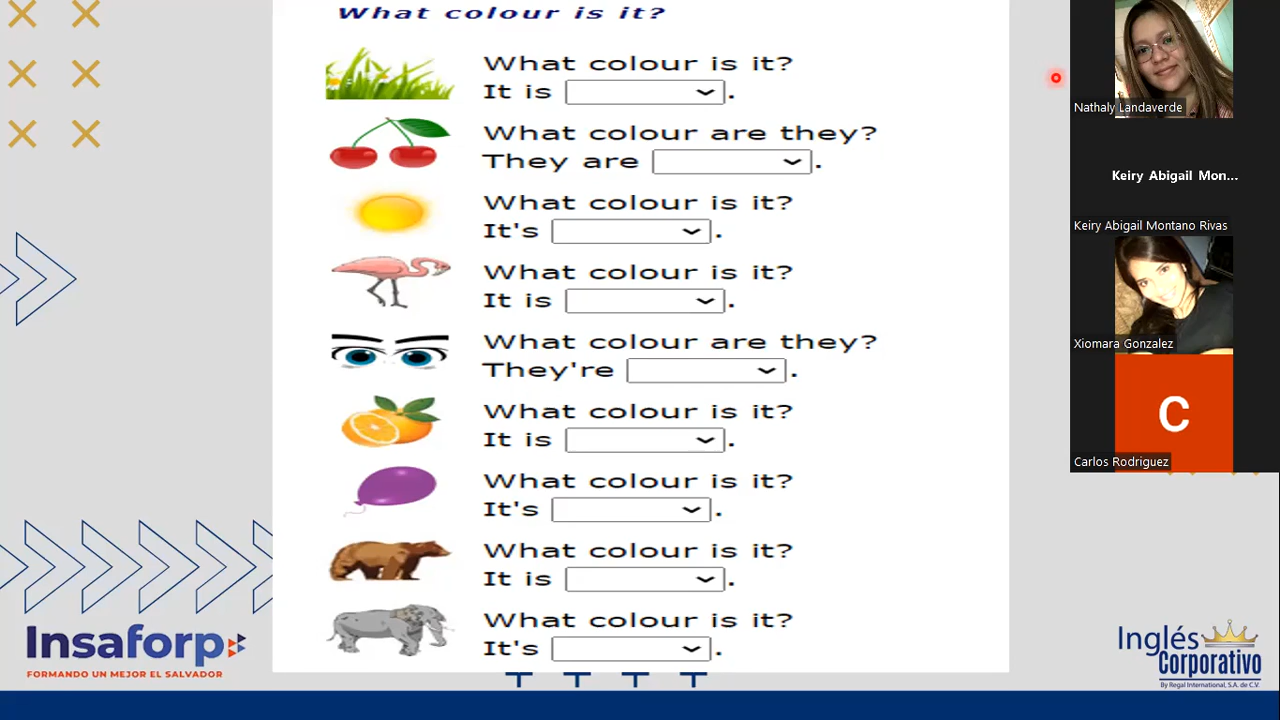 What colour is it?
What colour is it?
It is .
What colour are they?
They are .
What colour is it?
It's .
What colour is it?
It is .
What colour are they?
They're .
What colour is it?
It is .
What colour is it?
It's .
What colour is it?
It is .
What colour is it?
It's .
Nathaly Landaverde
Keiry Abigail Mon...
Keiry Abigail Montano Rivas
Xiomara Gonzalez
C
Carlos Rodriguez
Insaforp
FORMANDO UN MEJOR EL SALVADOR
Inglés
Corporativo
By Regal International, S.A. de C.V.